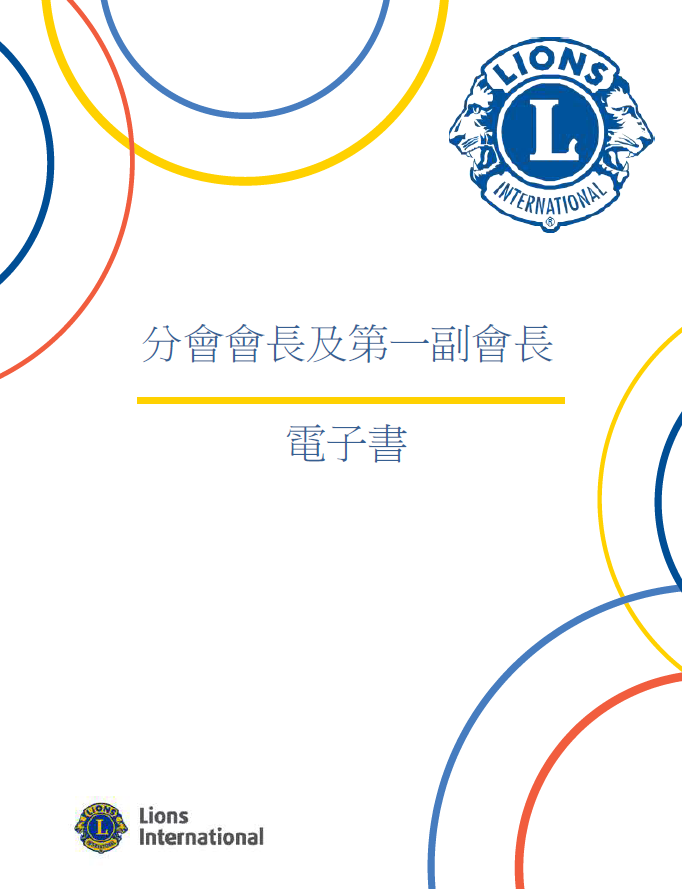 LIONS
L
INTERNATIONAL
®
分會會長及第一副會長
電子書
LIONS
L
INTERNATIONAL
Lions
International